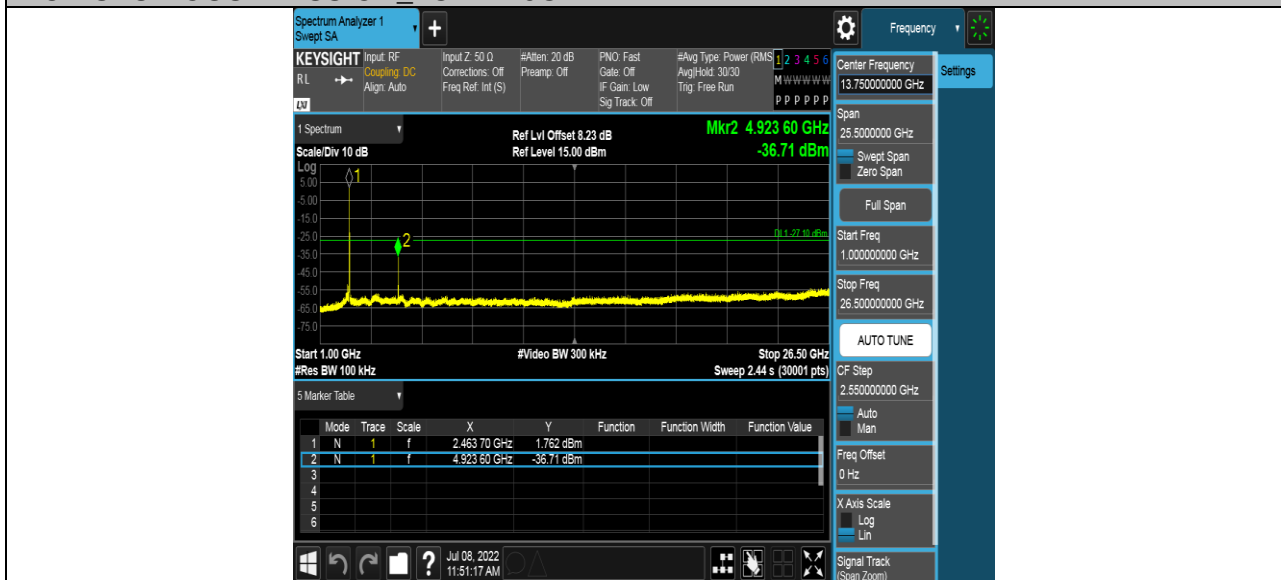 Spectrum Analyzer 1
Swept SA
+
Frequency
KEYSIGHT
RL
LXI
Input: RF
Coupling: DC
Align: Auto
Input Z: 50 Ω
Corrections: Off
Freq Ref: Int (S)
#Atten: 20 dB
Preamp: Off
PNO: Fast
Gate: Off
IF Gain: Low
Sig Track: Off
#Avg Type: Power (RMS
Avg|Hold: 30/30
Trig: Free Run
1 2 3 4 5 6
M W W W W W
P P P P P P
1 Spectrum
Scale/Div 10 dB
Ref Lvl Offset 8.23 dB
Ref Level 15.00 dBm
Mkr2 4.923 60 GHz
-36.71 dBm
Log
5.00
-5.00
-15.0
-25.0
-35.0
-45.0
-55.0
-65.0
-75.0
1
2
DL1 -27.10 dBm
Start 1.00 GHz
#Video BW 300 kHz
Stop 26.50 GHz
#Res BW 100 kHz
Sweep 2.44 s (30001 pts)
5 Marker Table
Mode Trace Scale X Y Function Function Width Function Value
1 N 1 f 2.463 70 GHz 1.762 dBm
2 N 1 f 4.923 60 GHz -36.71 dBm
3
4
5
6
Jul 08, 2022
11:51:17 AM
Center Frequency
13.750000000 GHz
Settings
Span
25.5000000 GHz
Swept Span
Zero Span
Full Span
Start Freq
1.000000000 GHz
Stop Freq
26.500000000 GHz
AUTO TUNE
CF Step
2.550000000 GHz
Auto
Man
Freq Offset
0 Hz
X Axis Scale
Log
Lin
Signal Track
(Span Zoom)